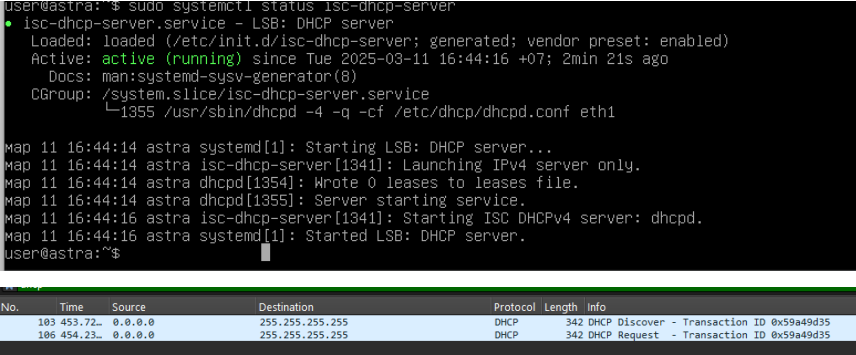 user@astra:~$ sudo systemctl status isc-dhcp-server
● isc-dhcp-server.service - LSB: DHCP server
Loaded: loaded (/etc/init.d/isc-dhcp-server; generated; vendor preset: enabled)
Active: active (running) since Tue 2025-03-11 16:44:16 +07; 2min 21s ago
Docs: man:systemd-sysv-generator(8)
CGroup: /system.slice/isc-dhcp-server.service
└─1355 /usr/sbin/dhcpd -4 -q -cf /etc/dhcp/dhcpd.conf eth1
мар 11 16:44:14 astra systemd[1]: Starting LSB: DHCP server...
мар 11 16:44:14 astra isc-dhcp-server[1341]: Launching IPv4 server only.
мар 11 16:44:14 astra dhcpd[1354]: Wrote 0 leases to leases file.
мар 11 16:44:14 astra dhcpd[1355]: Server starting service.
мар 11 16:44:16 astra isc-dhcp-server[1341]: Starting ISC DHCPv4 server: dhcpd.
мар 11 16:44:16 astra systemd[1]: Started LSB: DHCP server.
user@astra:~$
No. Time Source Destination Protocol Length Info
103 453.72… 0.0.0.0 255.255.255.255 DHCP 342 DHCP Discover - Transaction ID 0x59a49d35
106 454.23… 0.0.0.0 255.255.255.255 DHCP 342 DHCP Request - Transaction ID 0x59a49d35